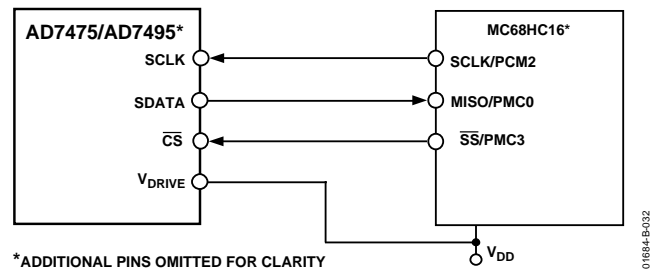 AD7475/AD7495*
SCLK
SDATA
CS
VDRIVE
MC68HC16*
SCLK/PCM2
MISO/PMC0
SS/PMC3
VDD
*ADDITIONAL PINS OMITTED FOR CLARITY
01684-B-032